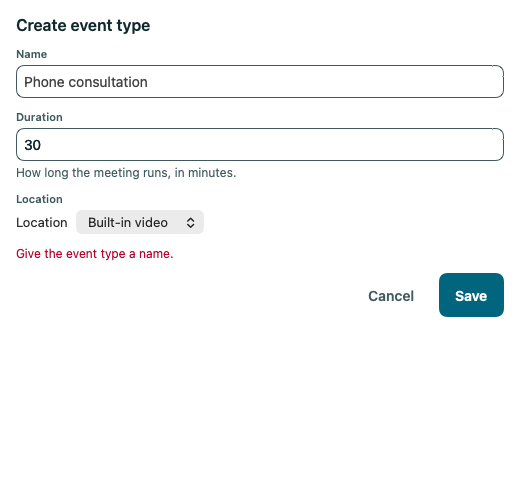 Create event type
Name
Phone consultation
Duration
30
How long the meeting runs, in minutes.
Location
Location Built-in video
Give the event type a name.
Cancel Save